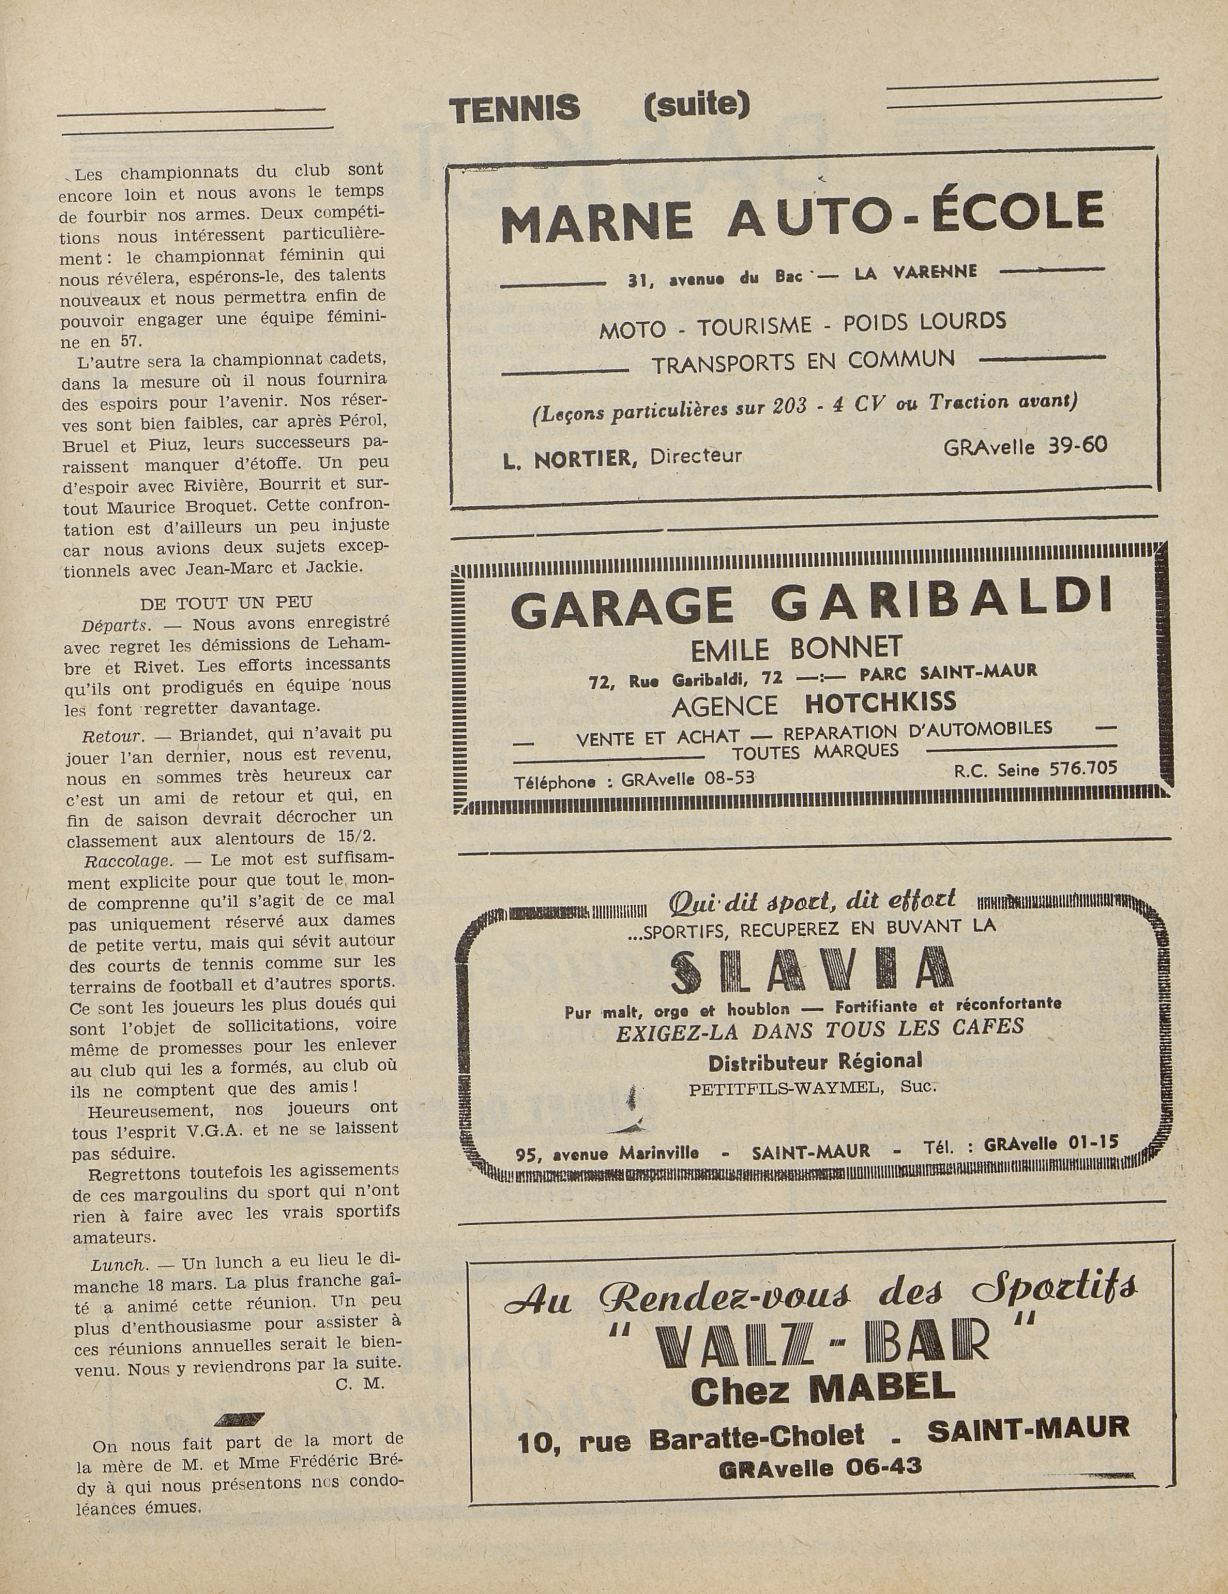 TENNIS (suite)
Les championnats du club sont
encore loin et nous avons le temps
de fourbir nos armes. Deux compéti-
tions nous intéressent particulière-
ment : le championnat féminin qui
nous révélera, espérons-le, des talents
nouveaux et nous permettra enfin de
pouvoir engager une équipe fémini-
ne en 57.
L'autre sera la championnat cadets,
dans la mesure où il nous fournira
des espoirs pour l'avenir. Nos réser-
ves sont bien faibles, car après Pérol,
Bruel et Piuz, leurs successeurs pa-
raissent manquer d'étoffe. Un peu
d'espoir avec Rivière, Bourrit et sur-
tout Maurice Broquet. Cette confron-
tation est d'ailleurs un peu injuste
car nous avions deux sujets excep-
tionnels avec Jean-Marc et Jackie.
DE TOUT UN PEU
Départs. — Nous avons enregistré
avec regret les démissions de Leham-
bre et Rivet. Les efforts incessants
qu'ils ont prodigués en équipe nous
les font regretter davantage.
Retour. — Briandet, qui n'avait pu
jouer l'an dernier, nous est revenu,
nous en sommes très heureux car
c'est un ami de retour et qui, en
fin de saison devrait décrocher un
classement aux alentours de 15/2.
Raccolage. — Le mot est suffisam-
ment explicite pour que tout le mon-
de comprenne qu'il s'agit de ce mal
pas uniquement réservé aux dames
de petite vertu, mais qui sévit autour
des courts de tennis comme sur les
terrains de football et d'autres sports.
Ce sont les joueurs les plus doués qui
sont l'objet de sollicitations, voire
même de promesses pour les enlever
au club qui les a formés, au club où
ils ne comptent que des amis !
Heureusement, nos joueurs ont
tous l'esprit V.G.A. et ne se laissent
pas séduire.
Regrettons toutefois les agissements
de ces margoulins du sport qui n'ont
rien à faire avec les vrais sportifs
amateurs.
Lunch. — Un lunch a eu lieu le di-
manche 18 mars. La plus franche gaî-
té a animé cette réunion. Un peu
plus d'enthousiasme pour assister à
ces réunions annuelles serait le bien-
venu. Nous y reviendrons par la suite.
C. M.
On nous fait part de la mort de
la mère de M. et Mme Frédéric Bré-
dy à qui nous présentons nos condo-
léances émues.
MARNE AUTO-ÉCOLE
31, avenue du Bac — LA VARENNE
MOTO - TOURISME - POIDS LOURDS
TRANSPORTS EN COMMUN
(Leçons particulières sur 203 - 4 CV ou Traction avant)
L. NORTIER, Directeur GRAvelle 39-60
GARAGE GARIBALDI
EMILE BONNET
72, Rue Garibaldi, 72 —:— PARC SAINT-MAUR
AGENCE HOTCHKISS
— VENTE ET ACHAT — REPARATION D'AUTOMOBILES —
TOUTES MARQUES
Téléphone : GRAvelle 08-53 R.C. Seine 576.705
Qui dit sport, dit effort
...SPORTIFS, RECUPEREZ EN BUVANT LA
SLAVIA
Pur malt, orge et houblon — Fortifiante et réconfortante
EXIGEZ-LA DANS TOUS LES CAFES
Distributeur Régional
PETITFILS-WAYMEL, Suc.
95, avenue Marinville - SAINT-MAUR - Tél. : GRAvelle 01-15
Au Rendez-vous des Sportifs
" VALZ-BAR "
Chez MABEL
10, rue Baratte-Cholet - SAINT-MAUR
GRAvelle 06-43